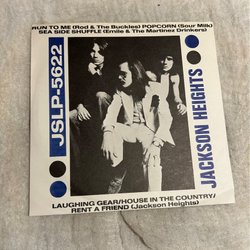 RUN TO ME (Rod & The Buckles) POPCORN (Sour Milk)
SEA SIDE SHUFFLE (Emile & The Martinez Drinkers)
JSLP-5622
JACKSON HEIGHTS
LAUGHING GEAR/HOUSE IN THE COUNTRY/
RENT A FRIEND (Jackson Heights)